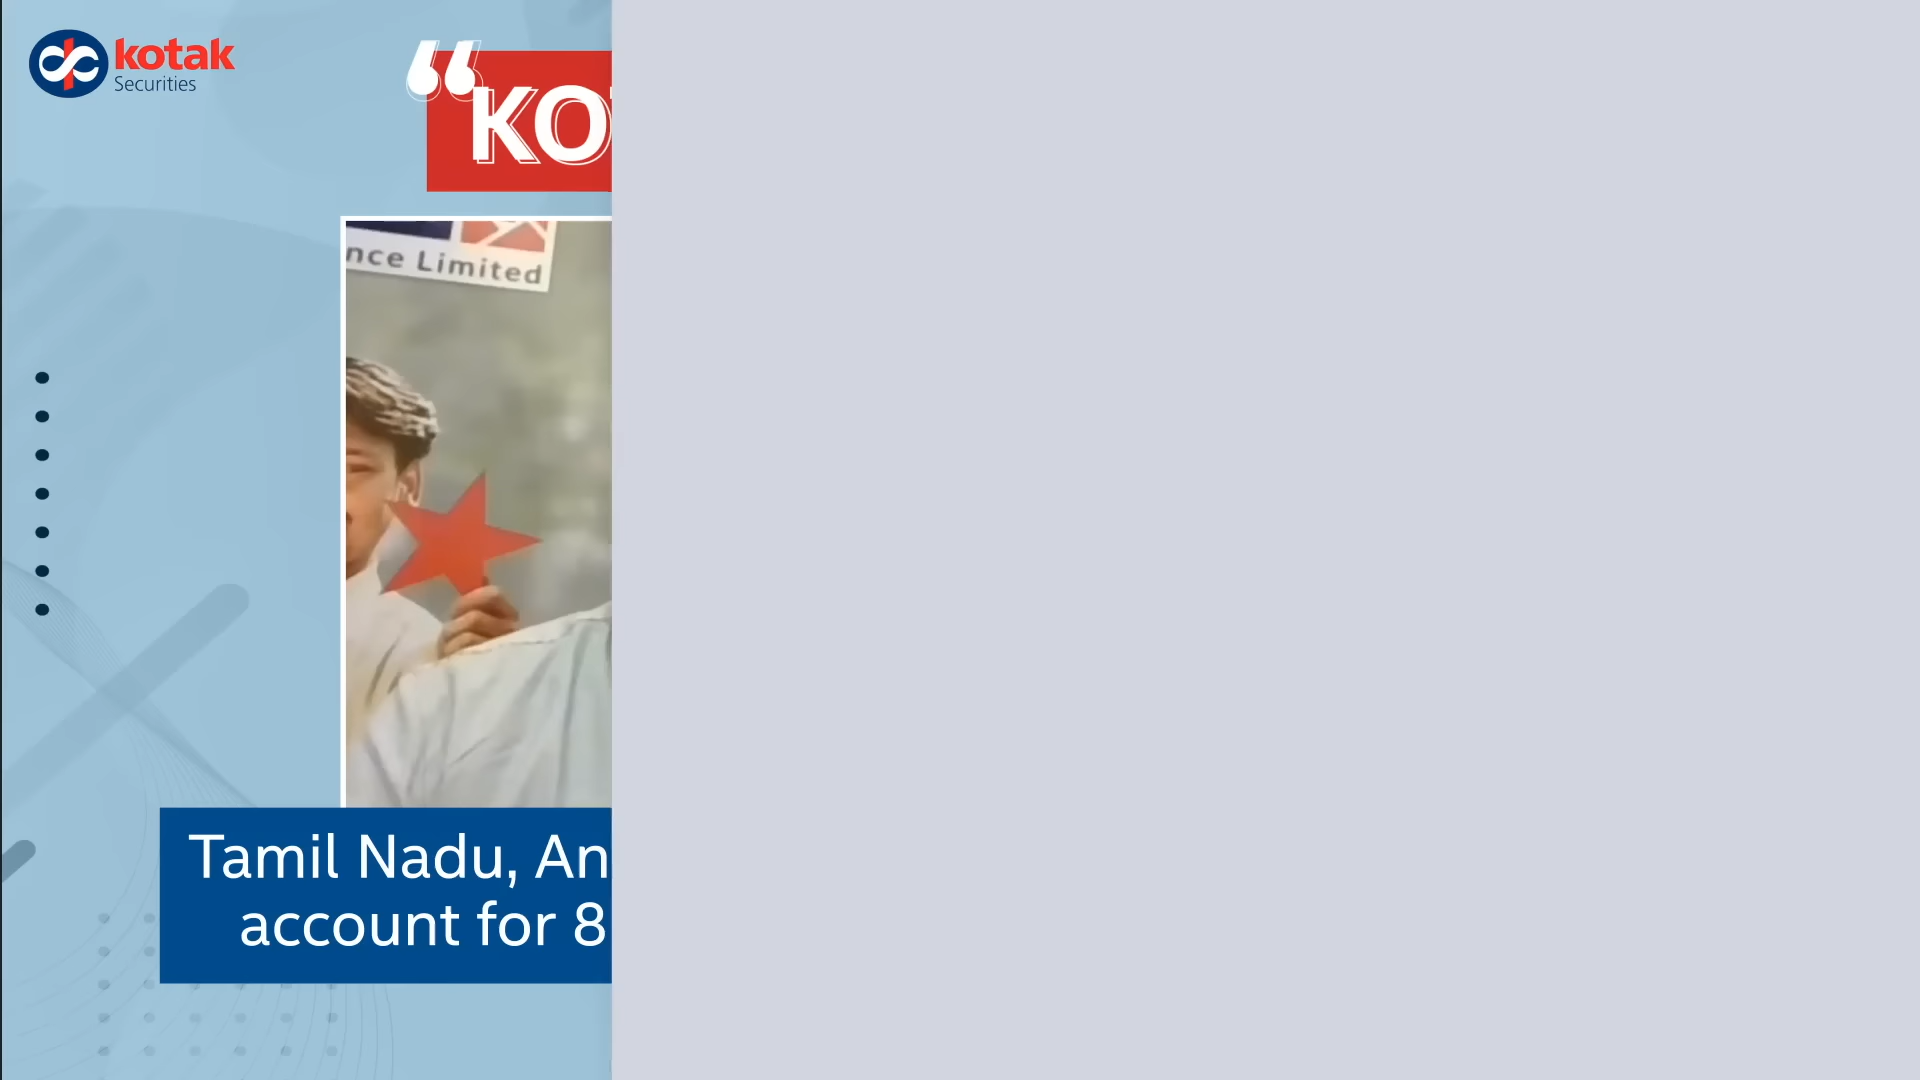 kotak
Securities
“KO
nce Limited
Tamil Nadu, An
account for 8